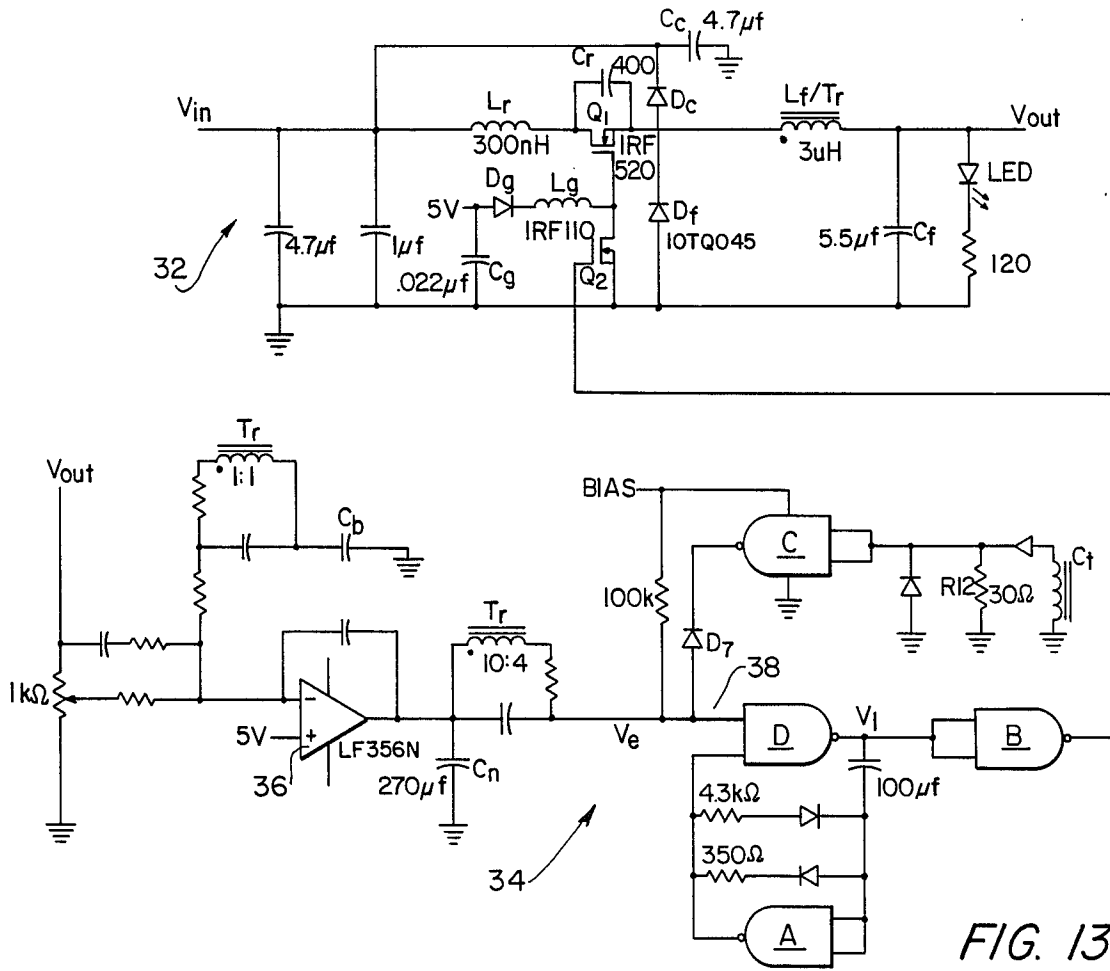 Cc 4.7µf
Cr 400
Vin
Lr
300nH
Q1
IRF
520
Dc
Lf/Tr
3uH
Vout
LED
Dg
Lg
5V
IRF110
Q2
Df
10TQ045
5.5µf
Cf
120
32
4.7µf
1µf
.022µf
Cg
Tr
1:1
Vout
Cb
BIAS
C
Ct
100k
R12
30Ω
D7
Tr
10:4
38
1kΩ
5V
36
LF356N
270µf
Cn
Ve
D
V1
B
100µf
4.3kΩ
350Ω
34
A
FIG. 13